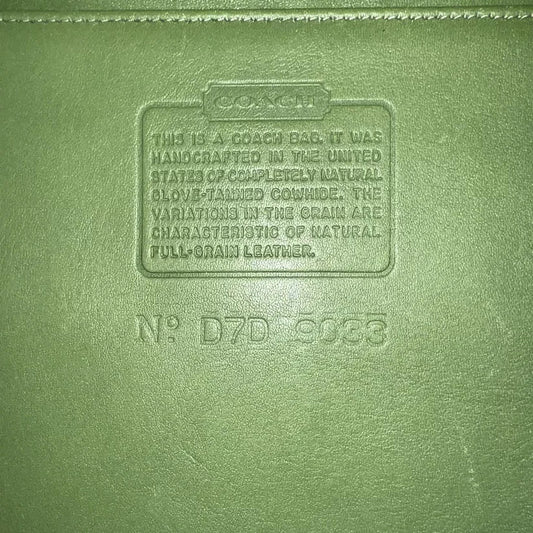 COACH
THIS IS A COACH BAG. IT WAS
HANDCRAFTED IN THE UNITED
STATES OF COMPLETELY NATURAL
GLOVE-TANNED COWHIDE. THE
VARIATIONS IN THE GRAIN ARE
CHARACTERISTIC OF NATURAL
FULL-GRAIN LEATHER.
Nº D7D 9033